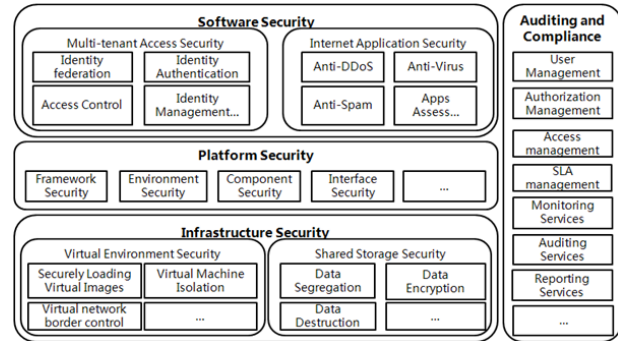 Software Security
Multi-tenant Access Security
Identity
federation
Identity
Authentication
Access Control
Identity
Management...
Internet Application Security
Anti-DDoS
Anti-Virus
Anti-Spam
Apps
Assess...
Platform Security
Framework
Security
Environment
Security
Component
Security
Interface
Security
...
Infrastructure Security
Virtual Environment Security
Securely Loading
Virtual Images
Virtual Machine
Isolation
Virtual network
border control
...
Shared Storage Security
Data
Segregation
Data
Encryption
Data
Destruction
...
Auditing and
Compliance
User
Management
Authorization
Management
Access
management
SLA
management
Monitoring
Services
Auditing
Services
Reporting
Services
...